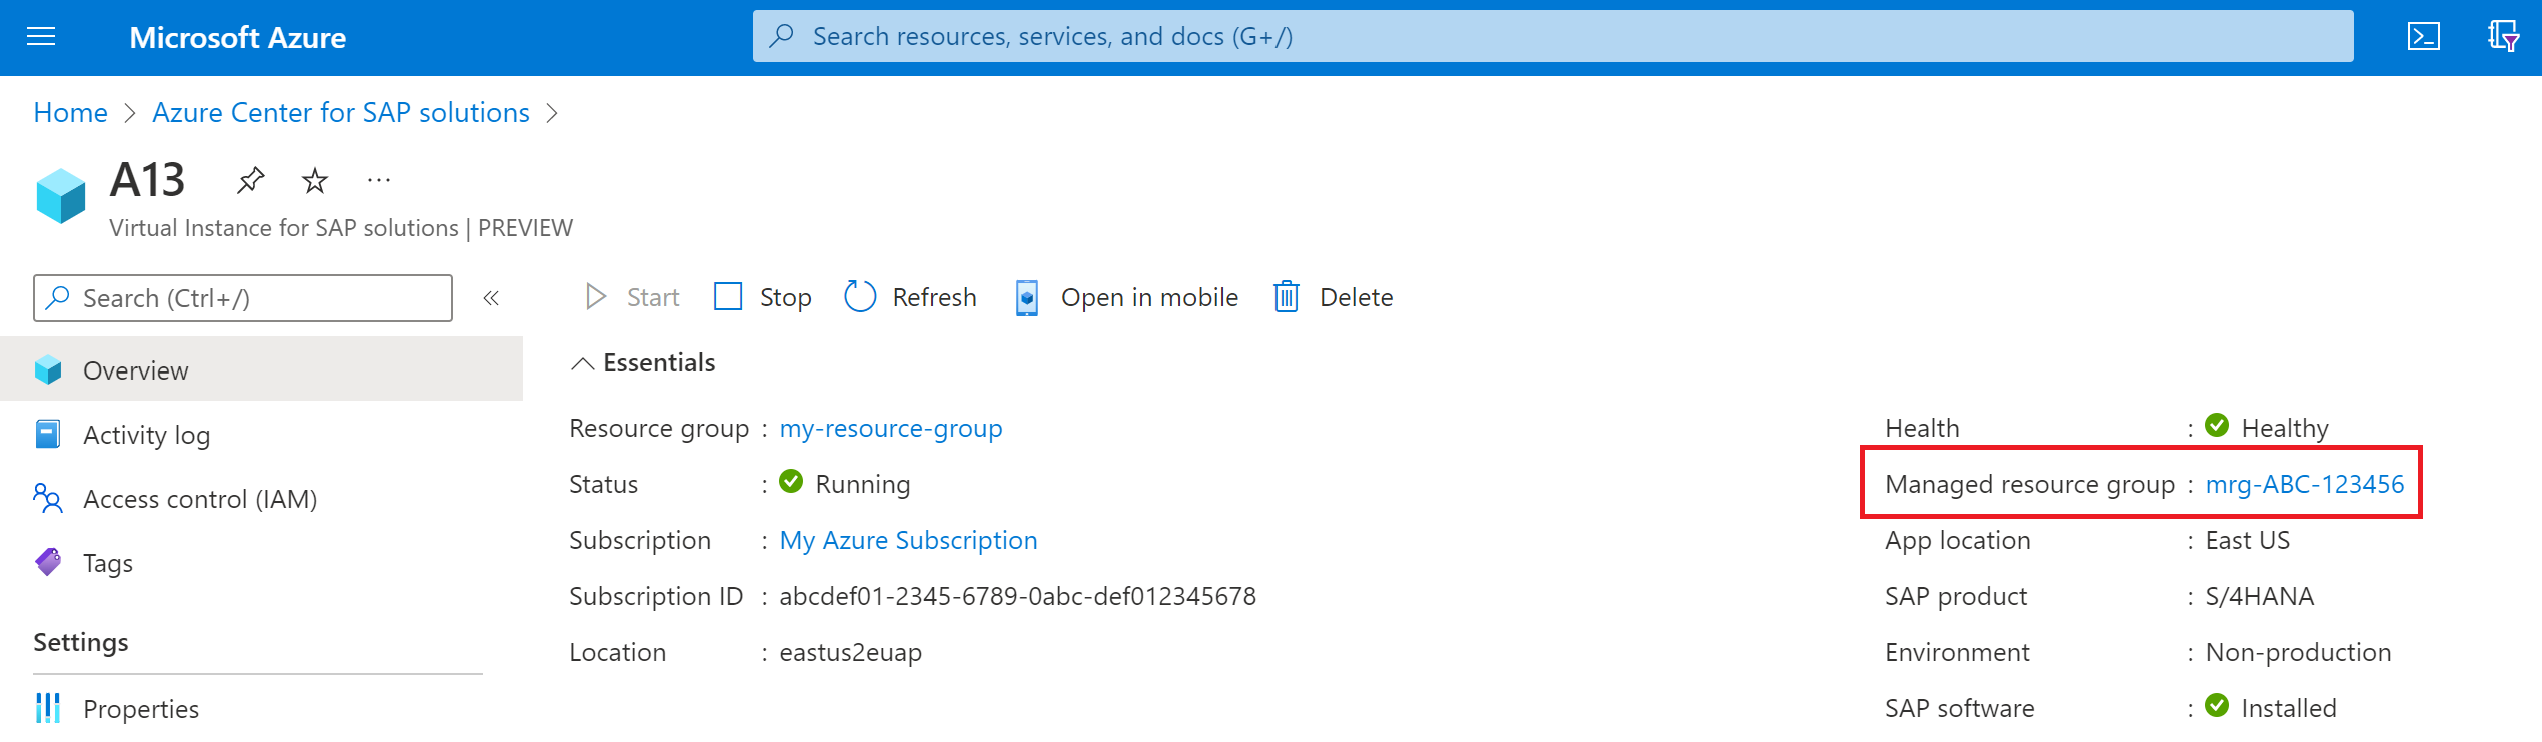 Microsoft Azure
Search resources, services, and docs (G+/)
Home > Azure Center for SAP solutions >
A13
Virtual Instance for SAP solutions | PREVIEW
Search (Ctrl+/)
Overview
Activity log
Access control (IAM)
Tags
Settings
Properties
Start
Stop
Refresh
Open in mobile
Delete
Essentials
Resource group : my-resource-group
Status : Running
Subscription : My Azure Subscription
Subscription ID : abcdef01-2345-6789-0abc-def012345678
Location : eastus2euap
Health : Healthy
Managed resource group : mrg-ABC-123456
App location : East US
SAP product : S/4HANA
Environment : Non-production
SAP software : Installed